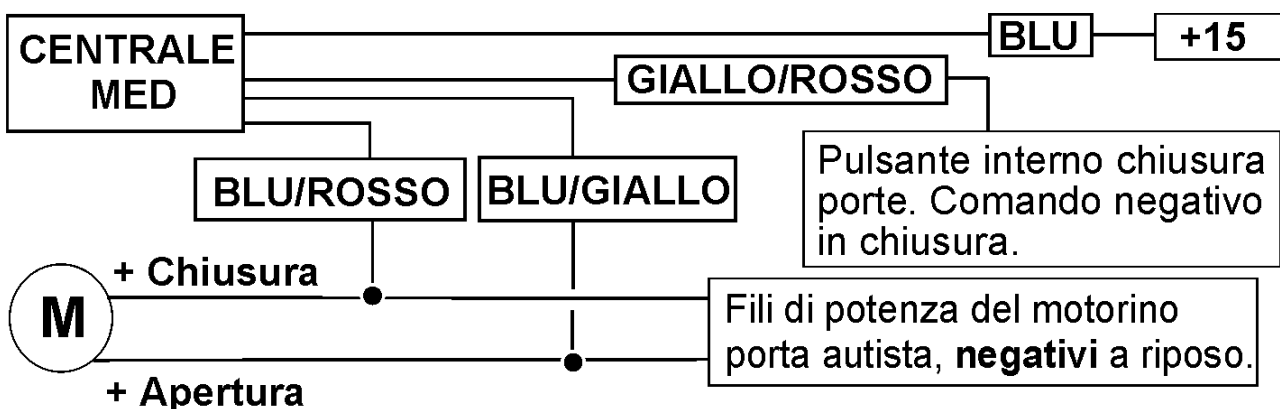 CENTRALE
MED
BLU
+15
GIALLO/ROSSO
Pulsante interno chiusura
porte. Comando negativo
in chiusura.
BLU/ROSSO
BLU/GIALLO
+ Chiusura
M
Fili di potenza del motorino
porta autista, negativi a riposo.
+ Apertura